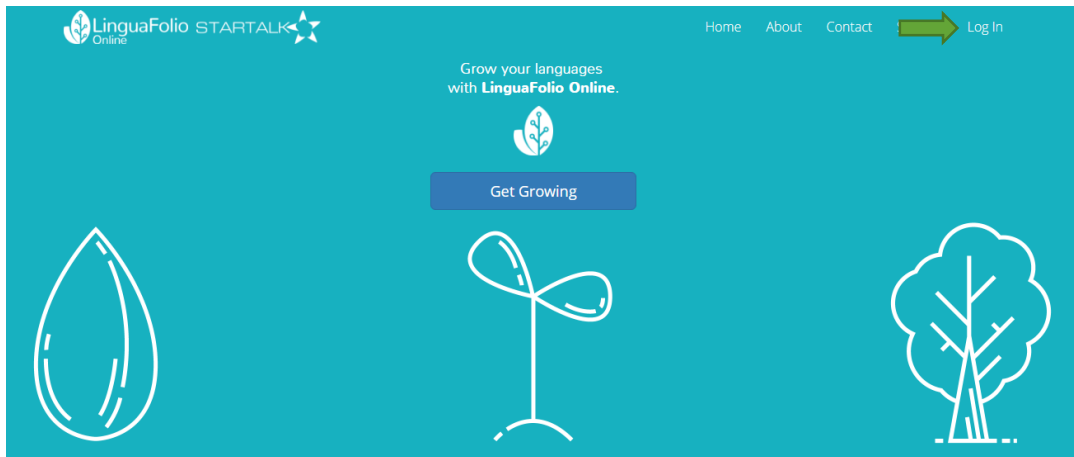 LinguaFolio STARTALK
Online
Home About Contact Log In
Grow your languages
with LinguaFolio Online.
Get Growing